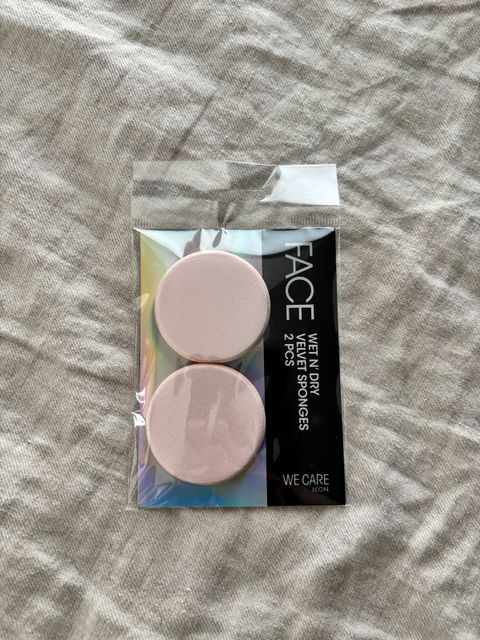 FACE
WET N' DRY
VELVET SPONGES
2 PCS
WE CARE
ICON